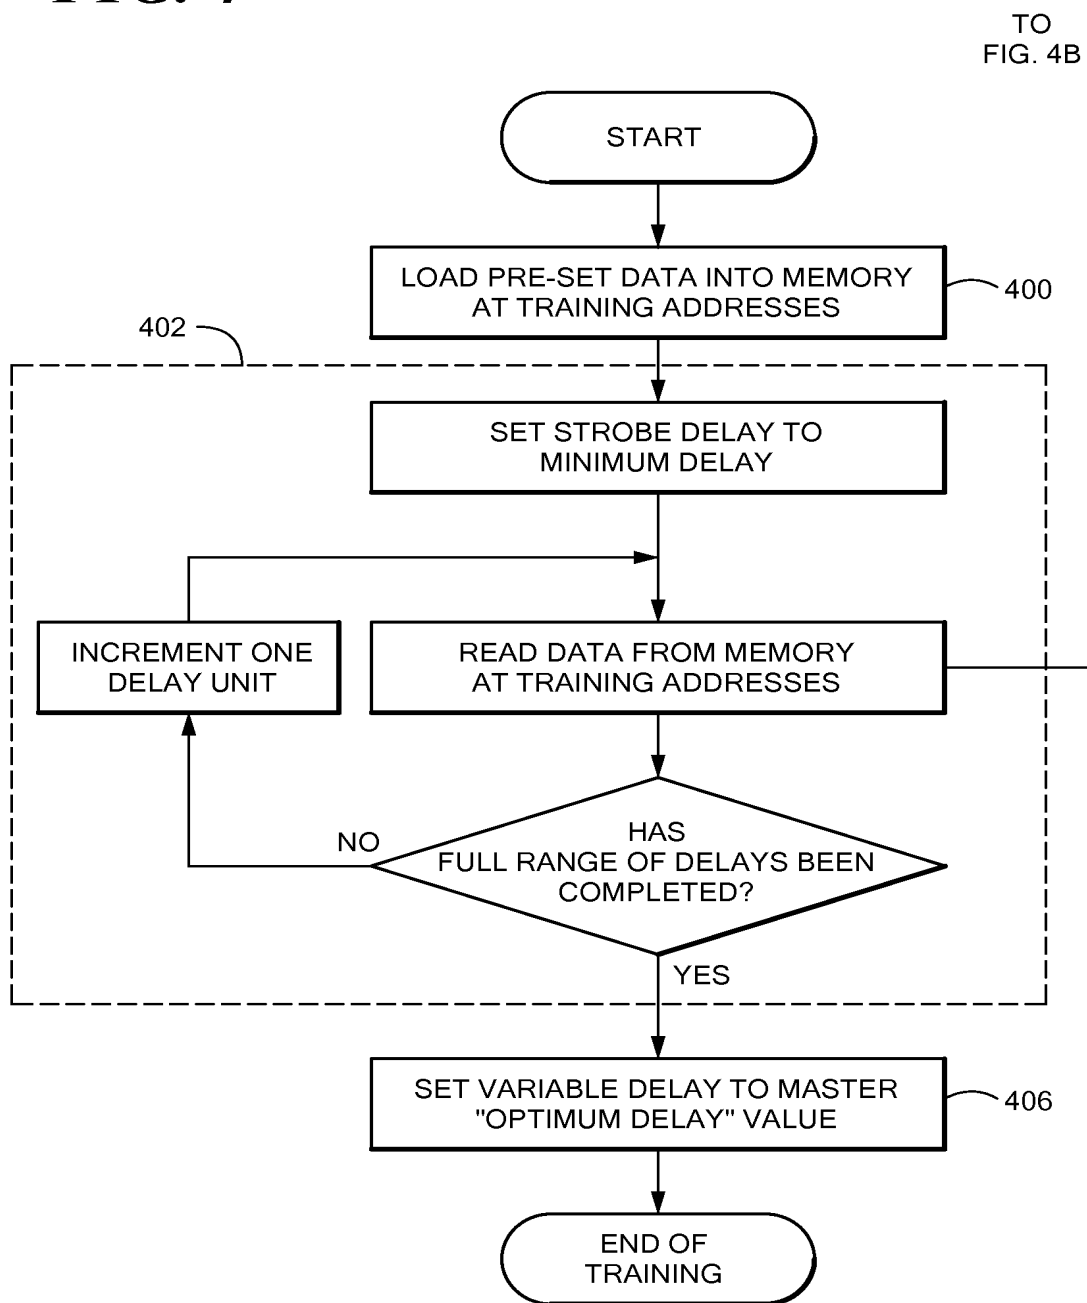 TO
FIG. 4B
START
LOAD PRE-SET DATA INTO MEMORY
AT TRAINING ADDRESSES
400
402
SET STROBE DELAY TO
MINIMUM DELAY
INCREMENT ONE
DELAY UNIT
READ DATA FROM MEMORY
AT TRAINING ADDRESSES
NO
HAS
FULL RANGE OF DELAYS BEEN
COMPLETED?
YES
SET VARIABLE DELAY TO MASTER
"OPTIMUM DELAY" VALUE
406
END OF
TRAINING